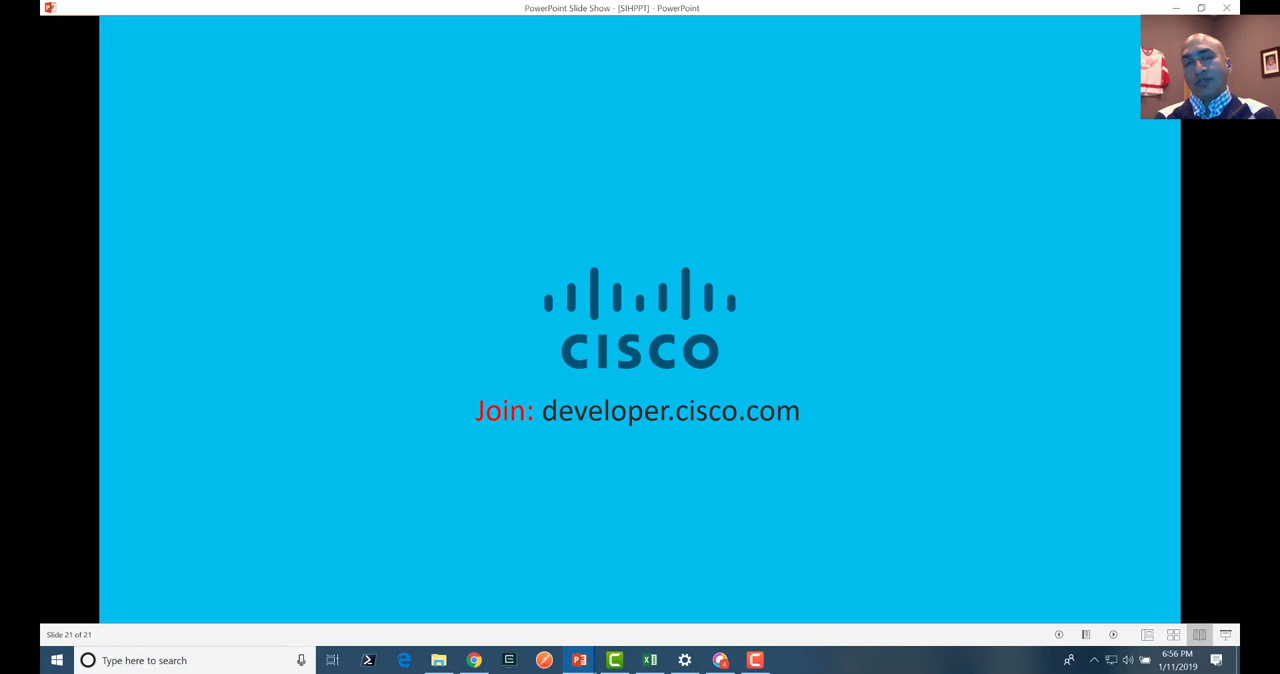 PowerPoint Slide Show - [SIHPPT] - PowerPoint
CISCO
Join: developer.cisco.com
Slide 21 of 21
Type here to search
6:56 PM
1/11/2019